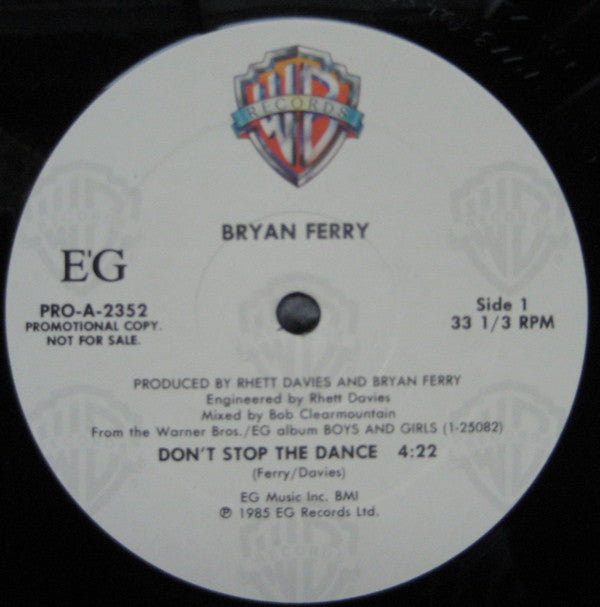 WB
RECORDS
BRYAN FERRY
E'G
PRO-A-2352
PROMOTIONAL COPY.
NOT FOR SALE.
Side 1
33 1/3 RPM
PRODUCED BY RHETT DAVIES AND BRYAN FERRY
Engineered by Rhett Davies
Mixed by Bob Clearmountain
From the Warner Bros./EG album BOYS AND GIRLS (1-25082)
DON'T STOP THE DANCE 4:22
(Ferry/Davies)
EG Music Inc. BMI
℗ 1985 EG Records Ltd.